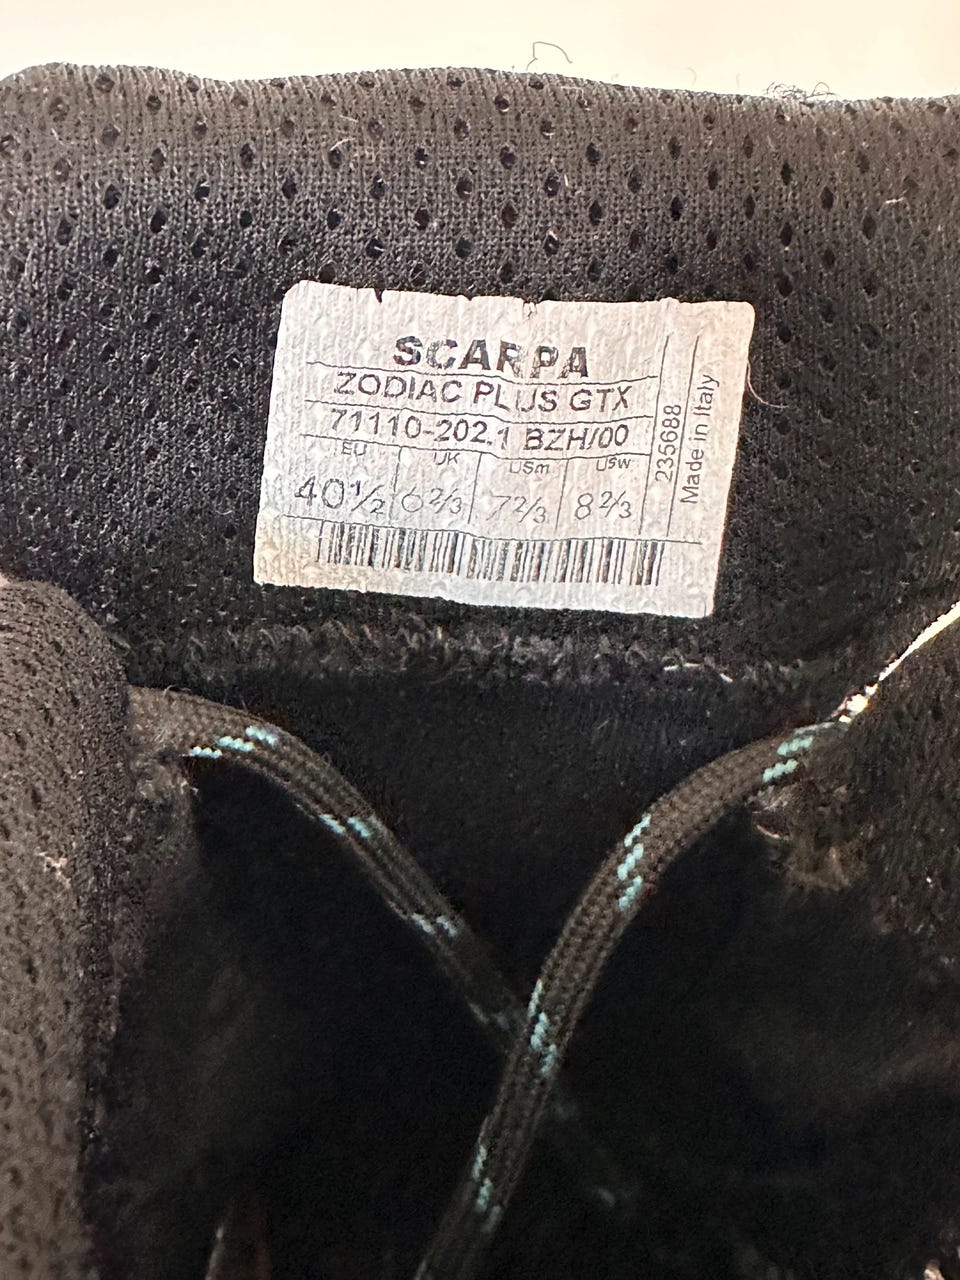 SCARPA
ZODIAC PLUS GTX
71110-202.1 BZH/00
EU UK USm USw
40½ 6⅔ 7⅔ 8⅔
235688
Made in Italy